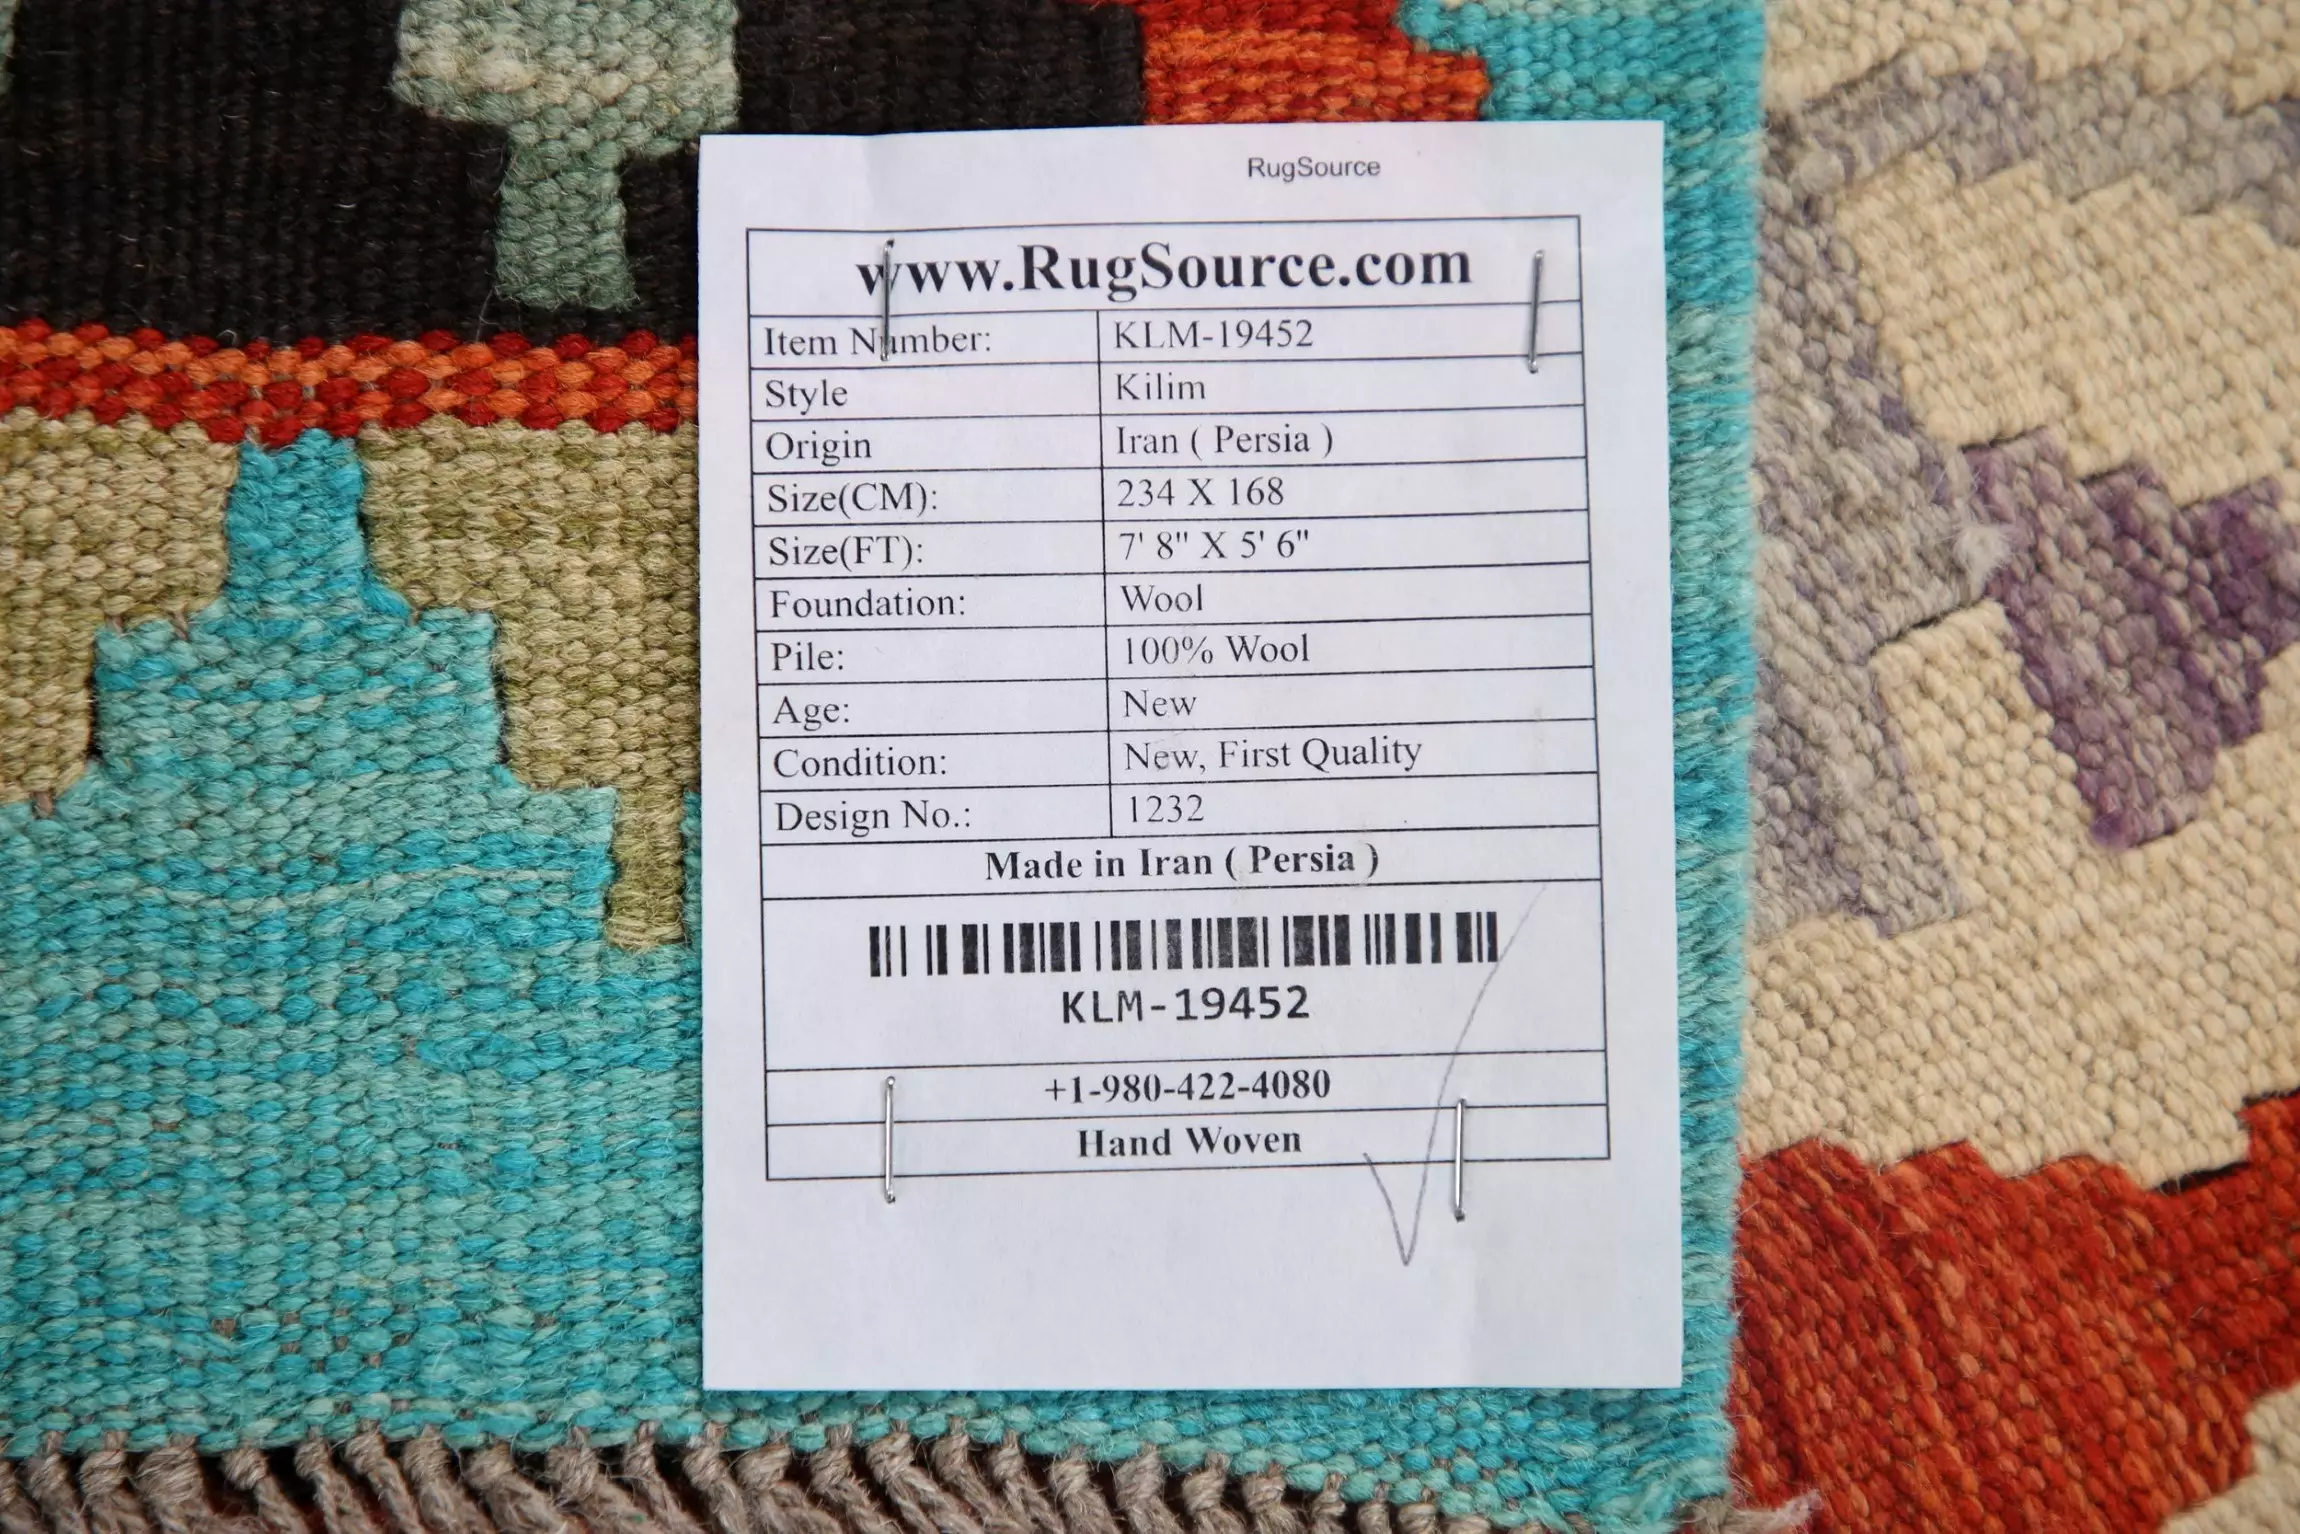 RugSource
www.RugSource.com
Item Number: KLM-19452
Style Kilim
Origin Iran ( Persia )
Size(CM): 234 X 168
Size(FT): 7' 8" X 5' 6"
Foundation: Wool
Pile: 100% Wool
Age: New
Condition: New, First Quality
Design No.: 1232
Made in Iran ( Persia )
KLM-19452
+1-980-422-4080
Hand Woven